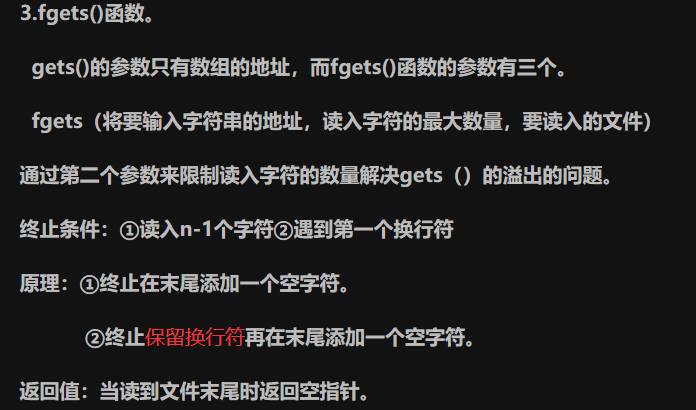 3.fgets()函数。
gets()的参数只有数组的地址，而fgets()函数的参数有三个。
fgets（将要输入字符串的地址，读入字符的最大数量，要读入的文件）
通过第二个参数来限制读入字符的数量解决gets（）的溢出的问题。
终止条件：①读入n-1个字符②遇到第一个换行符
原理：①终止在末尾添加一个空字符。
②终止保留换行符再在末尾添加一个空字符。
返回值：当读到文件末尾时返回空指针。